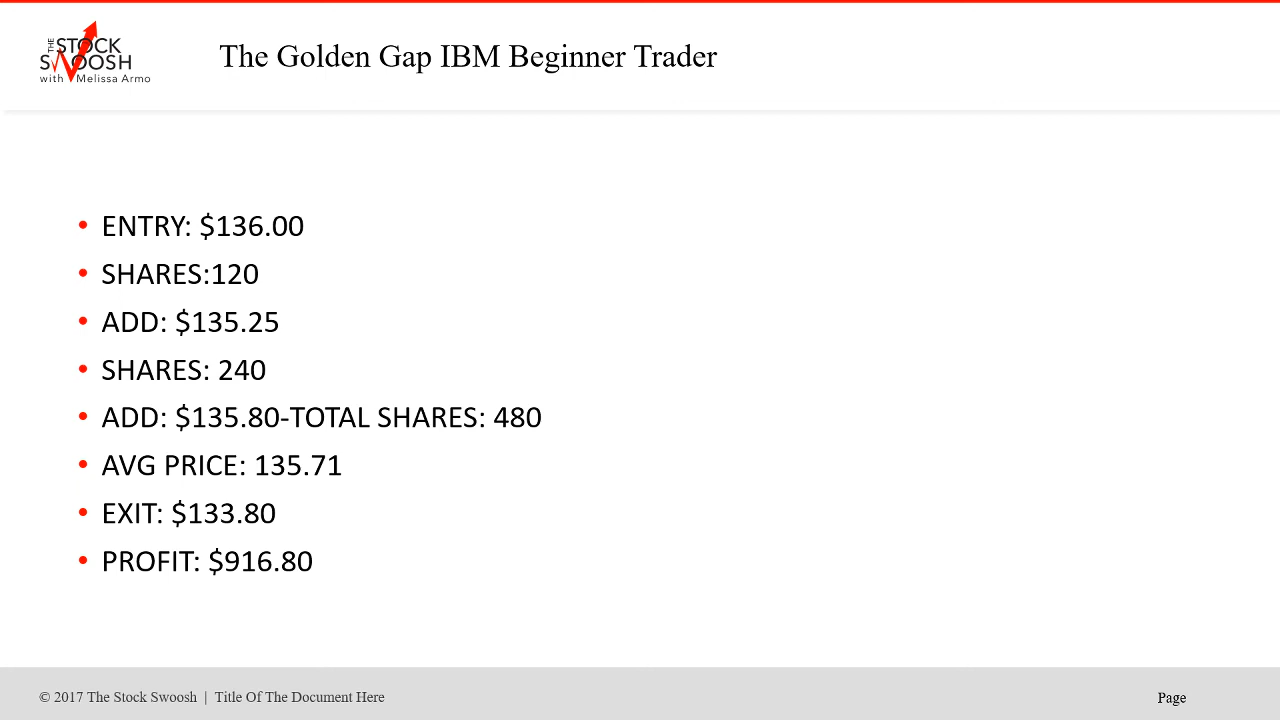 THE STOCK
SWOOSH
with Melissa Armo
The Golden Gap IBM Beginner Trader
• ENTRY: $136.00
• SHARES:120
• ADD: $135.25
• SHARES: 240
• ADD: $135.80-TOTAL SHARES: 480
• AVG PRICE: 135.71
• EXIT: $133.80
• PROFIT: $916.80
© 2017 The Stock Swoosh | Title Of The Document Here
Page